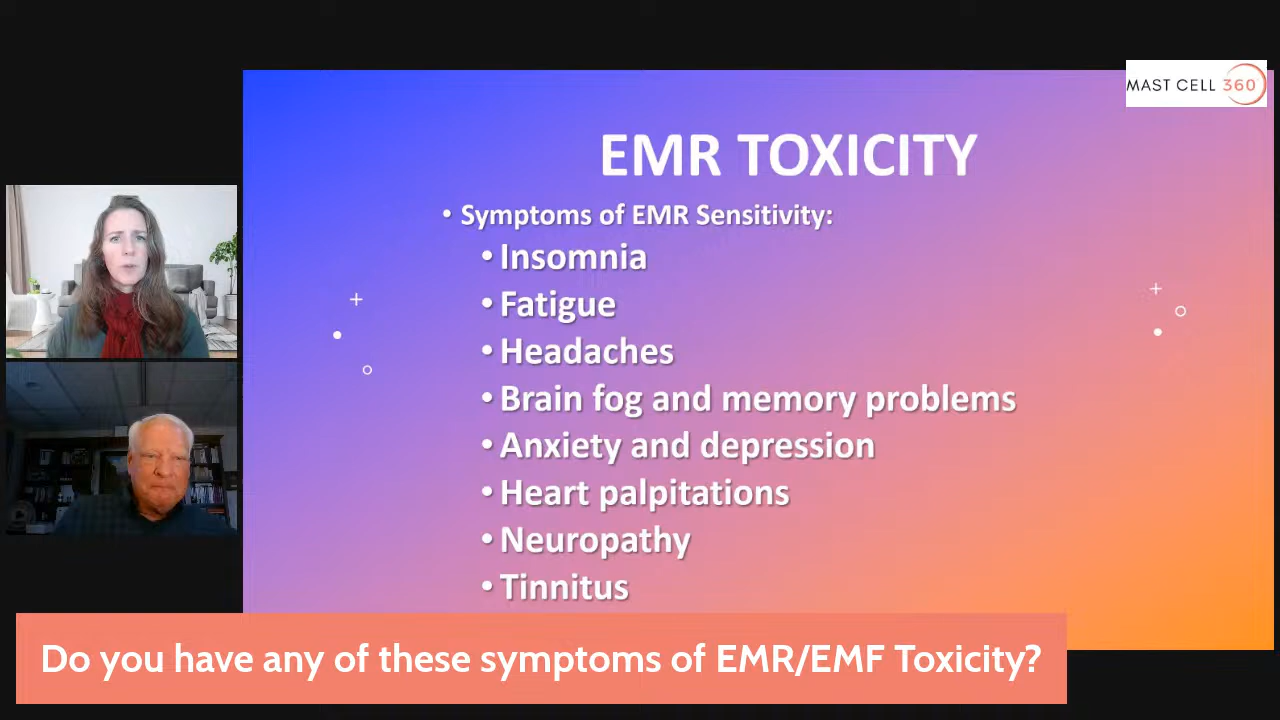 MAST CELL 360
EMR TOXICITY
• Symptoms of EMR Sensitivity:
• Insomnia
• Fatigue
• Headaches
• Brain fog and memory problems
• Anxiety and depression
• Heart palpitations
• Neuropathy
• Tinnitus
Do you have any of these symptoms of EMR/EMF Toxicity?